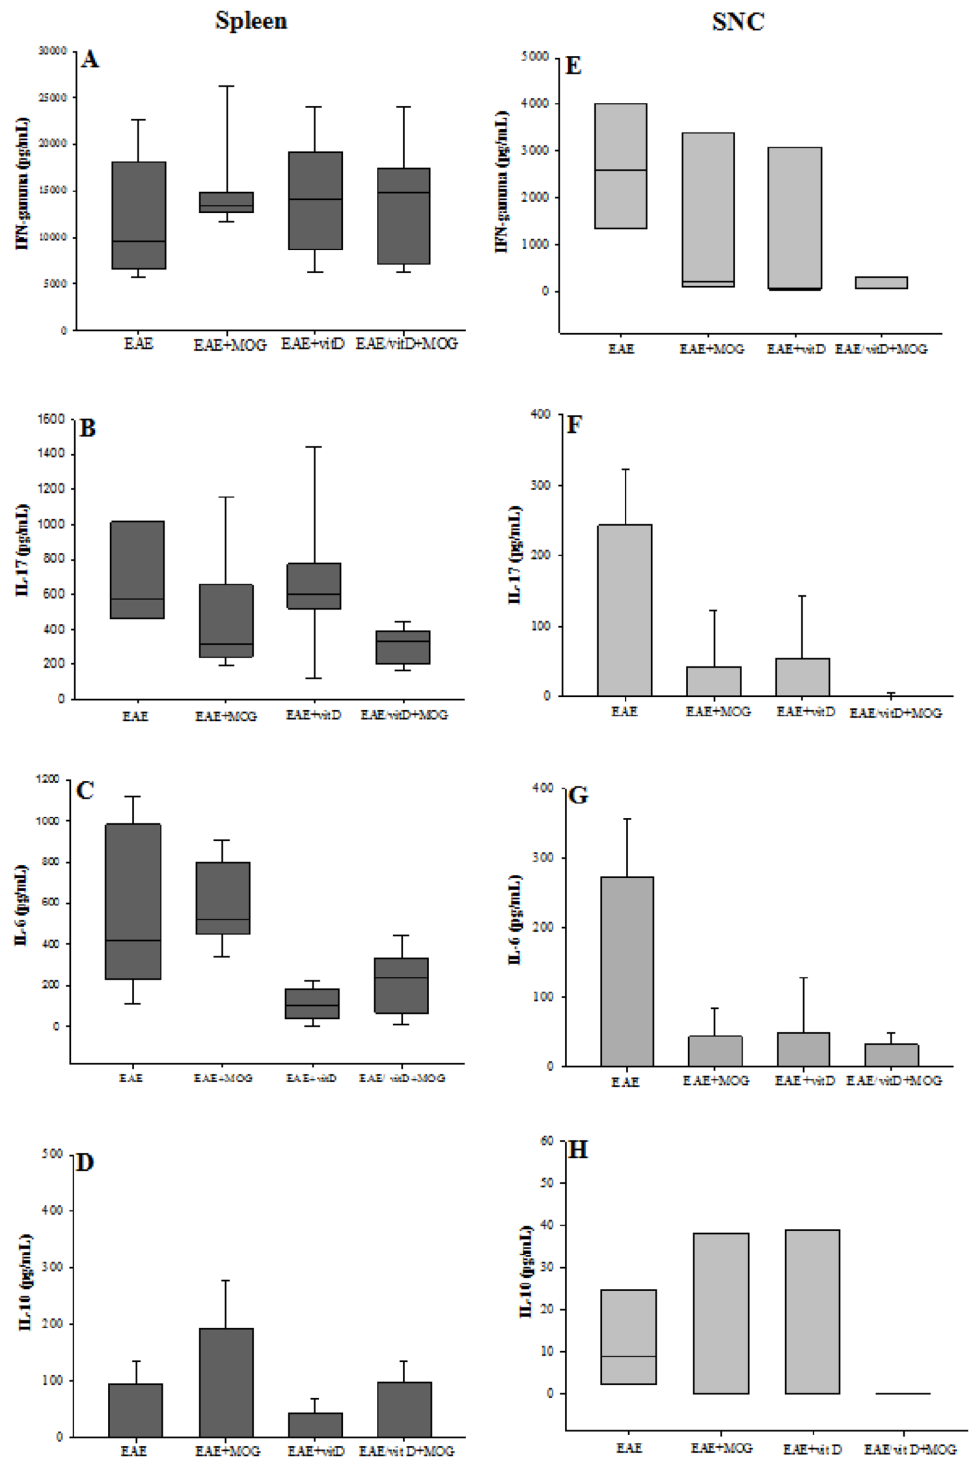 Spleen
SNC
A
30000
25000
20000
15000
10000
5000
0
IFN-gamma (pg/mL)
EAE
EAE+MOG
EAE+vitD
EAE/vitD+MOG
E
5000
4000
3000
2000
1000
0
IFN-gamma (pg/mL)
EAE
EAE+MOG
EAE+vitD
EAE/vitD+MOG
B
1600
1400
1200
1000
800
600
400
200
0
IL-17 (pg/mL)
EAE
EAE+MOG
EAE+vitD
EAE/vitD+MOG
F
400
300
200
100
0
IL-17 (pg/mL)
EAE
EAE+MOG
EAE+vitD
EAE/vitD+MOG
C
1200
1000
800
600
400
200
0
IL-6 (pg/mL)
EAE
EAE+MOG
EAE+vitD
EAE/ vitD+MOG
G
400
300
200
100
0
IL-6 (pg/mL)
EAE
EAE+MOG
EAE+vitD
EAE/vitD+MOG
D
500
400
300
200
100
0
IL-10 (pg/mL)
EAE
EAE+MOG
EAE+vitD
EAE/vit D+MOG
H
60
50
40
30
20
10
0
IL-10 (pg/mL)
EAE
EAE+MOG
EAE+vit D
EAE/vit D+MOG